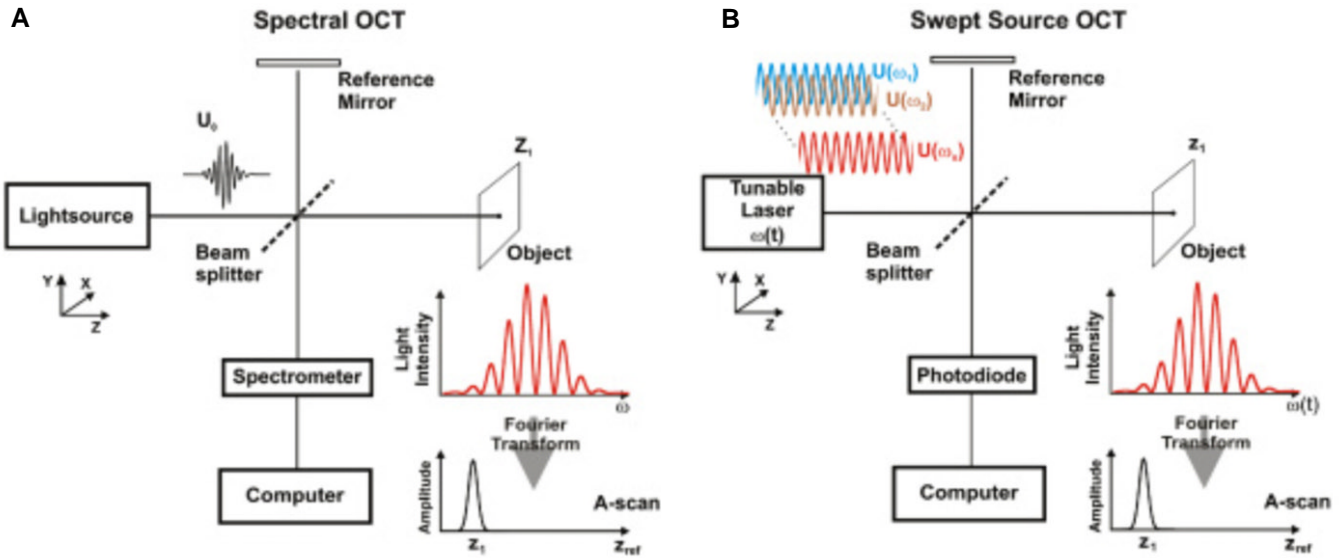 A
Spectral OCT
Reference
Mirror
U₀
Z₁
Lightsource
Beam
splitter
Object
Y
X
Z
Light
Intensity
ω
Spectrometer
Fourier
Transform
Computer
Amplitude
A-scan
z₁
z_ref
B
Swept Source OCT
U(ω₁)
U(ω₂)
U(ωₙ)
Reference
Mirror
z₁
Tunable
Laser
ω(t)
Beam
splitter
Object
Y
X
Z
Light
Intensity
ω(t)
Photodiode
Fourier
Transform
Computer
Amplitude
A-scan
z₁
z_ref